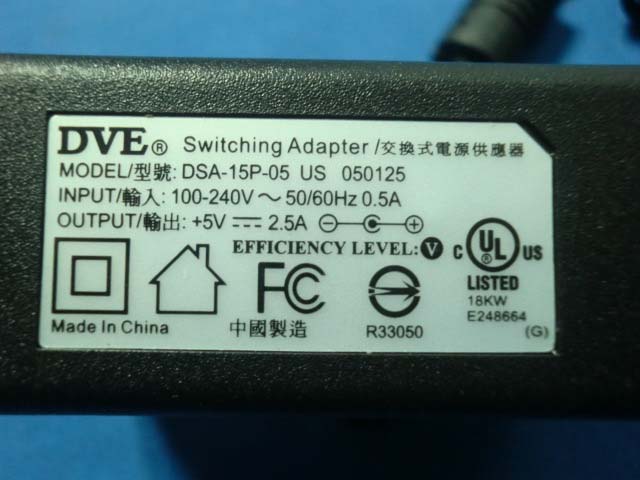 DVE® Switching Adapter /交換式電源供應器
MODEL/型號: DSA-15P-05 US 050125
INPUT/輸入: 100-240V ～ 50/60Hz 0.5A
OUTPUT/輸出: +5V ⎓ 2.5A
EFFICIENCY LEVEL: V
FC
C UL® US
LISTED
18KW
E248664
Made In China
中國製造
R33050
(G)